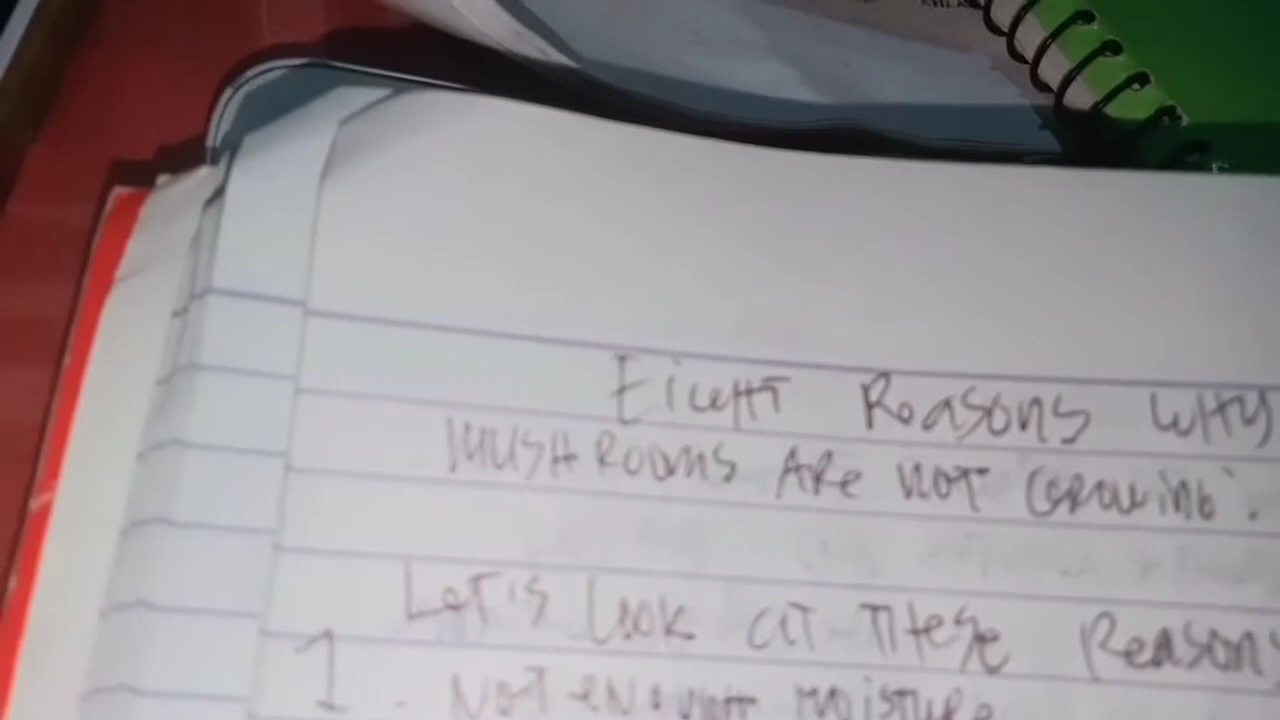 Eight Reasons WHY
MUSHROOMS ARe NOT GROWING.
LeT's look at THese Reasons
1. NOT eNough moisture